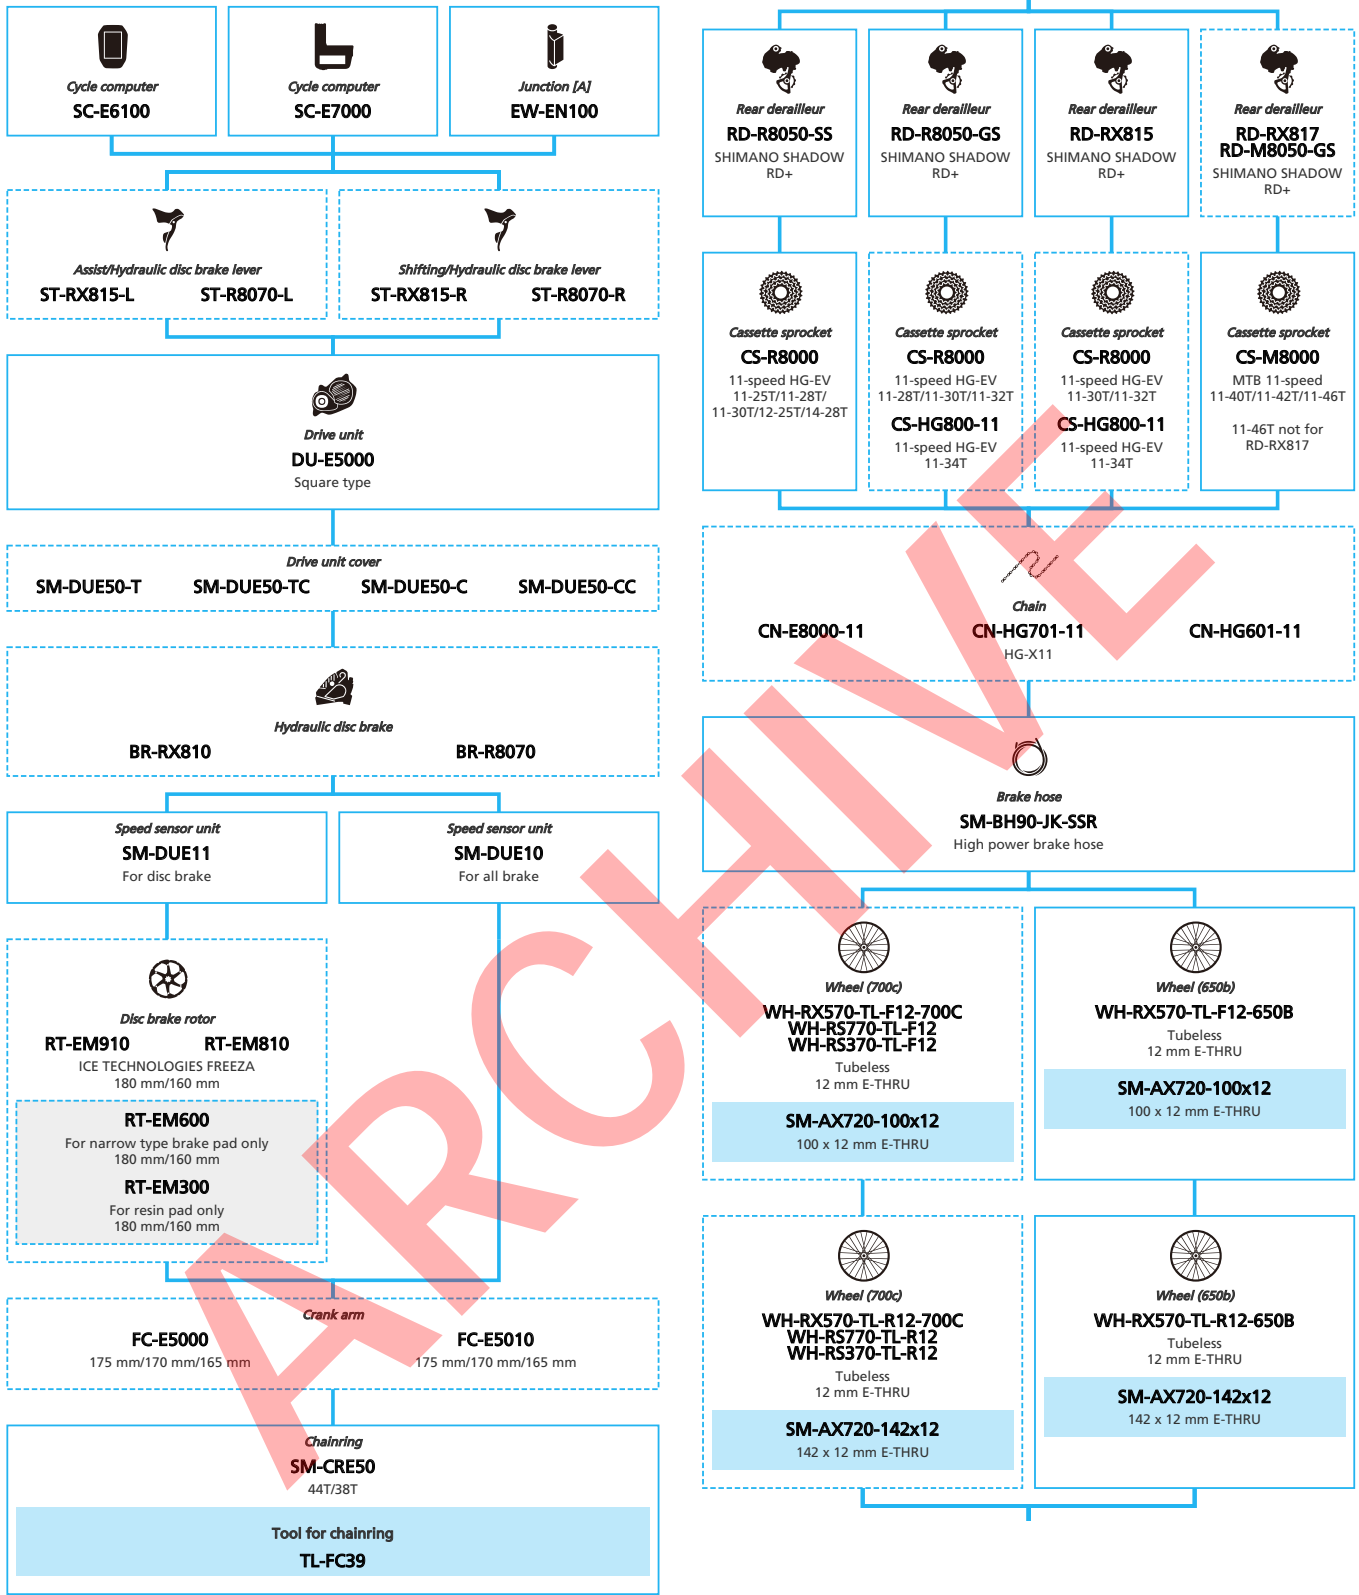 Cycle computer
SC-E6100
Cycle computer
SC-E7000
Junction [A]
EW-EN100
Assist/Hydraulic disc brake lever
ST-RX815-L ST-R8070-L
Shifting/Hydraulic disc brake lever
ST-RX815-R ST-R8070-R
Drive unit
DU-E5000
Square type
Drive unit cover
SM-DUE50-T SM-DUE50-TC SM-DUE50-C SM-DUE50-CC
Hydraulic disc brake
BR-RX810 BR-R8070
Speed sensor unit
SM-DUE11
For disc brake
Speed sensor unit
SM-DUE10
For all brake
Disc brake rotor
RT-EM910 RT-EM810
ICE TECHNOLOGIES FREEZA
180 mm/160 mm
RT-EM600
For narrow type brake pad only
180 mm/160 mm
RT-EM300
For resin pad only
180 mm/160 mm
Crank arm
FC-E5000
175 mm/170 mm/165 mm
FC-E5010
175 mm/170 mm/165 mm
Chainring
SM-CRE50
44T/38T
Tool for chainring
TL-FC39
Rear derailleur
RD-R8050-SS
SHIMANO SHADOW
RD+
Rear derailleur
RD-R8050-GS
SHIMANO SHADOW
RD+
Rear derailleur
RD-RX815
SHIMANO SHADOW
RD+
Rear derailleur
RD-RX817
RD-M8050-GS
SHIMANO SHADOW
RD+
Cassette sprocket
CS-R8000
11-speed HG-EV
11-25T/11-28T/
11-30T/12-25T/14-28T
Cassette sprocket
CS-R8000
11-speed HG-EV
11-28T/11-30T/11-32T
CS-HG800-11
11-speed HG-EV
11-34T
Cassette sprocket
CS-R8000
11-speed HG-EV
11-30T/11-32T
CS-HG800-11
11-speed HG-EV
11-34T
Cassette sprocket
CS-M8000
MTB 11-speed
11-40T/11-42T/11-46T
11-46T not for
RD-RX817
Chain
CN-E8000-11 CN-HG701-11 CN-HG601-11
HG-X11
Brake hose
SM-BH90-JK-SSR
High power brake hose
Wheel (700c)
WH-RX570-TL-F12-700C
WH-RS770-TL-F12
WH-RS370-TL-F12
Tubeless
12 mm E-THRU
SM-AX720-100x12
100 x 12 mm E-THRU
Wheel (650b)
WH-RX570-TL-F12-650B
Tubeless
12 mm E-THRU
SM-AX720-100x12
100 x 12 mm E-THRU
Wheel (700c)
WH-RX570-TL-R12-700C
WH-RS770-TL-R12
WH-RS370-TL-R12
Tubeless
12 mm E-THRU
SM-AX720-142x12
142 x 12 mm E-THRU
Wheel (650b)
WH-RX570-TL-R12-650B
Tubeless
12 mm E-THRU
SM-AX720-142x12
142 x 12 mm E-THRU
ARCHIVE